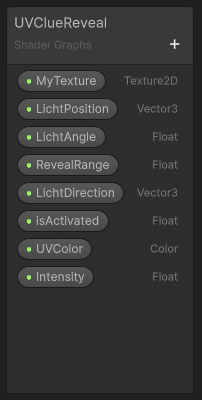 UVClueReveal
Shader Graphs +
MyTexture Texture2D
LichtPosition Vector3
LichtAngle Float
RevealRange Float
LichtDirection Vector3
isActivated Float
UVColor Color
Intensity Float